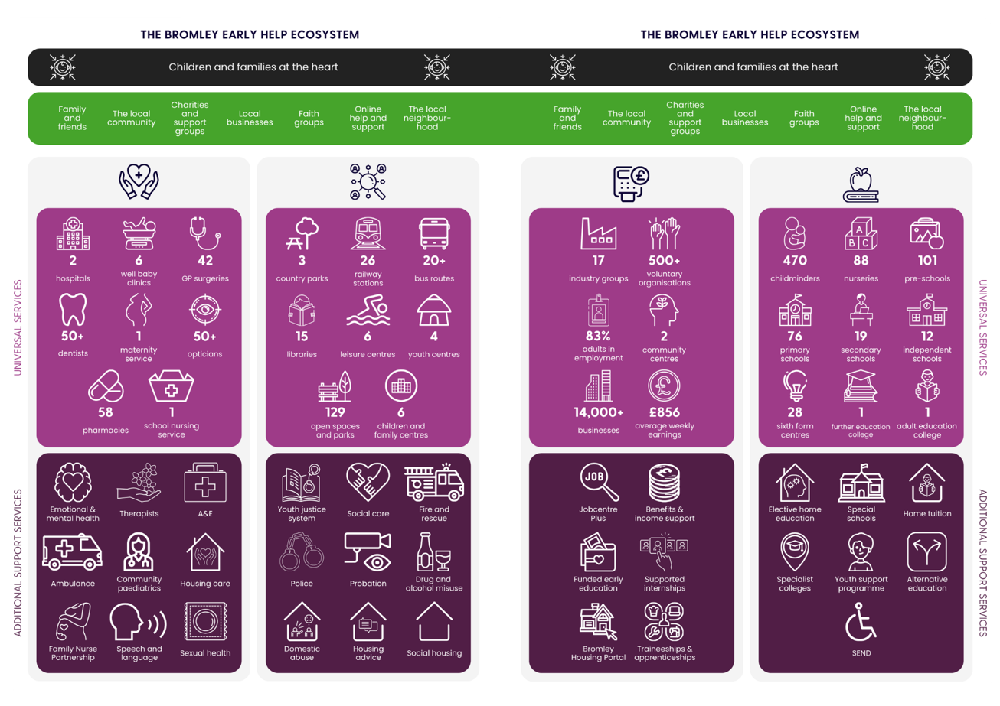 THE BROMLEY EARLY HELP ECOSYSTEM
Children and families at the heart
Family
and
friends
The local
community
Charities
and
support
groups
Local
businesses
Faith
groups
Online
help and
support
The local
neighbour-
hood
THE BROMLEY EARLY HELP ECOSYSTEM
Children and families at the heart
Family
and
friends
The local
community
Charities
and
support
groups
Local
businesses
Faith
groups
Online
help and
support
The local
neighbour-
hood
UNIVERSAL SERVICES
2
hospitals
6
well baby
clinics
42
GP surgeries
50+
dentists
1
maternity
service
50+
opticians
58
pharmacies
1
school nursing
service
3
country parks
26
railway
stations
20+
bus routes
15
libraries
6
leisure centres
4
youth centres
129
open spaces
and parks
6
children and
family centres
£
17
industry groups
500+
voluntary
organisations
83%
adults in
employment
2
community
centres
14,000+
businesses
£
£856
average weekly
earnings
470
childminders
A
B C
88
nurseries
101
pre-schools
76
primary
schools
19
secondary
schools
12
independent
schools
28
sixth form
centres
1
further education
college
1
adult education
college
UNIVERSAL SERVICES
ADDITIONAL SUPPORT SERVICES
Emotional &
mental health
Therapists
A&E
Ambulance
Community
paediatrics
Housing care
Family Nurse
Partnership
Speech and
language
Sexual health
Youth justice
system
Social care
Fire and
rescue
Police
Probation
Drug and
alcohol misuse
Domestic
abuse
Housing
advice
Social housing
JOB
Jobcentre
Plus
£
Benefits &
income support
Funded early
education
Supported
internships
Bromley
Housing Portal
Traineeships &
apprenticeships
Elective home
education
Special
schools
Home tuition
Specialist
colleges
Youth support
programme
Alternative
education
SEND
ADDITIONAL SUPPORT SERVICES